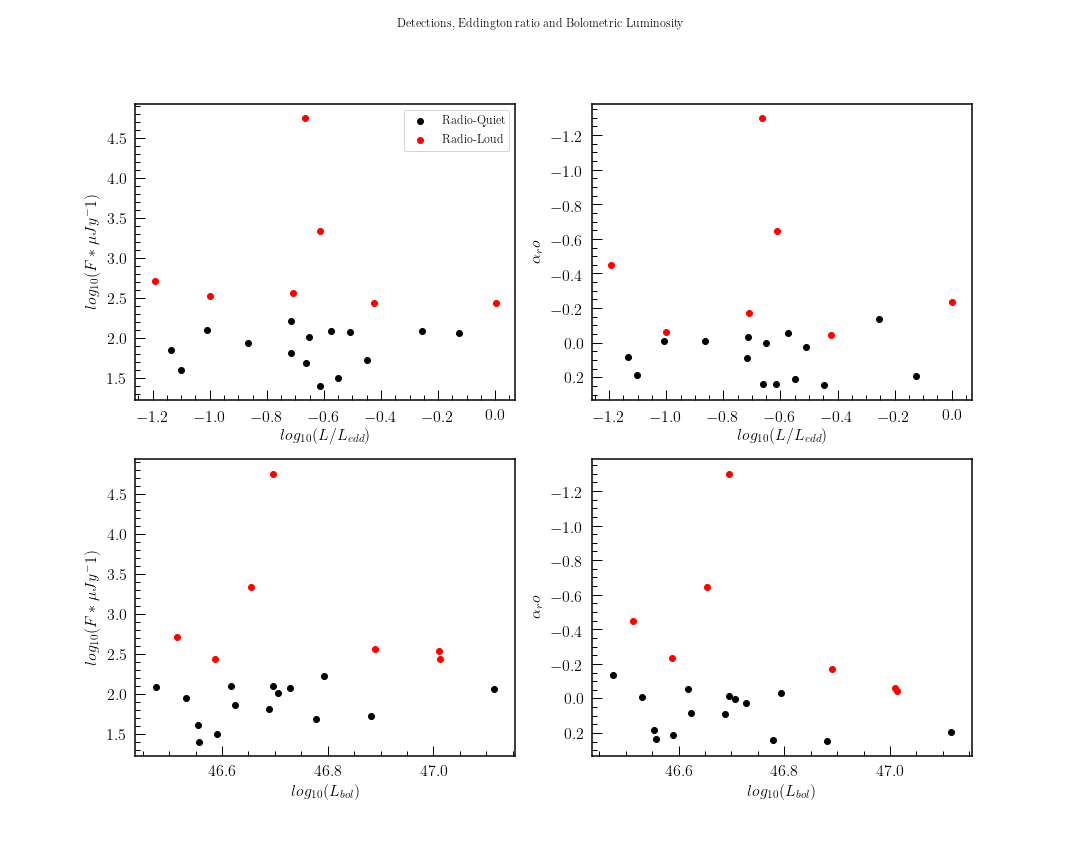 Detections, Eddington ratio and Bolometric Luminosity
Radio-Quiet
Radio-Loud
4.5
4.0
3.5
3.0
2.5
2.0
1.5
log10(F * μJy−1)
−1.2 −1.0 −0.8 −0.6 −0.4 −0.2 0.0
log10(L/Ledd)
−1.2
−1.0
−0.8
−0.6
−0.4
−0.2
0.0
0.2
αro
−1.2 −1.0 −0.8 −0.6 −0.4 −0.2 0.0
log10(L/Ledd)
4.5
4.0
3.5
3.0
2.5
2.0
1.5
log10(F * μJy−1)
46.6 46.8 47.0
log10(Lbol)
−1.2
−1.0
−0.8
−0.6
−0.4
−0.2
0.0
0.2
αro
46.6 46.8 47.0
log10(Lbol)